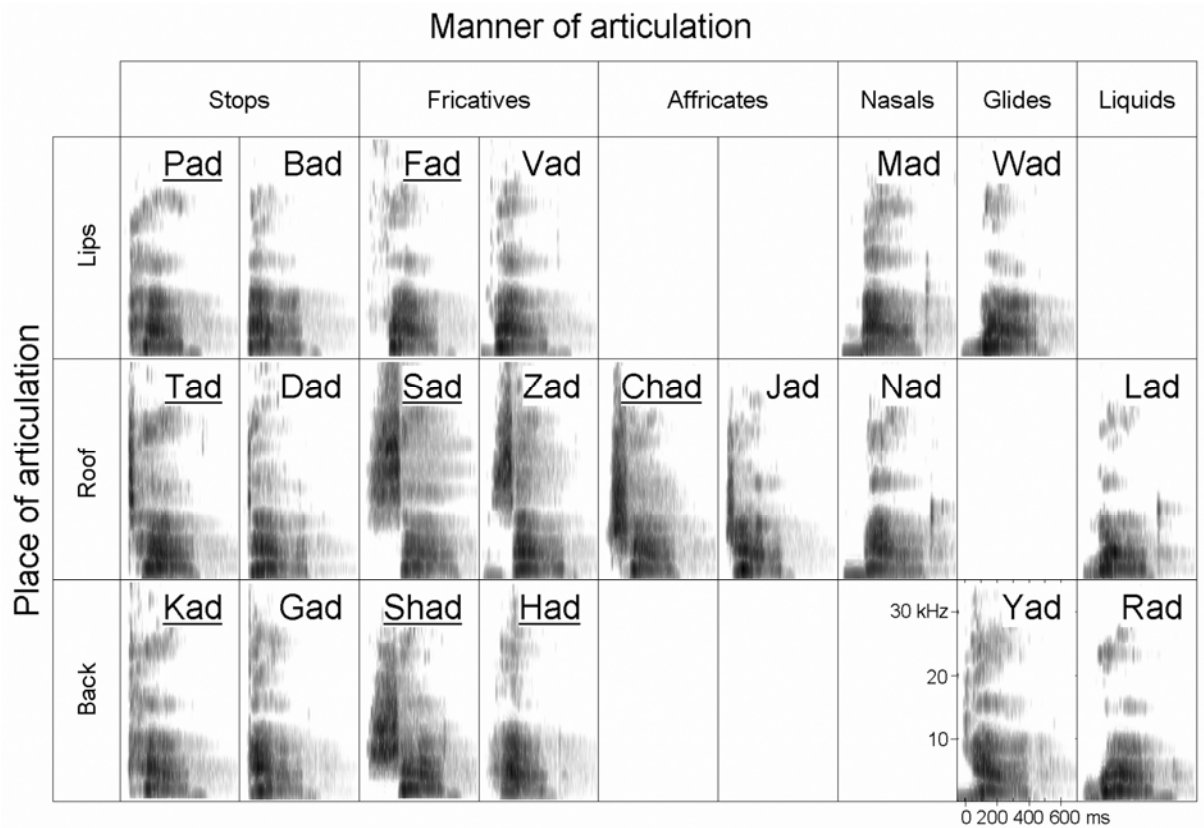 Manner of articulation
Stops Fricatives Affricates Nasals Glides Liquids
Place of articulation
Lips
Pad Bad Fad Vad Mad Wad
Roof
Tad Dad Sad Zad Chad Jad Nad Lad
Back
Kad Gad Shad Had Yad Rad
30 kHz
20
10
0 200 400 600 ms